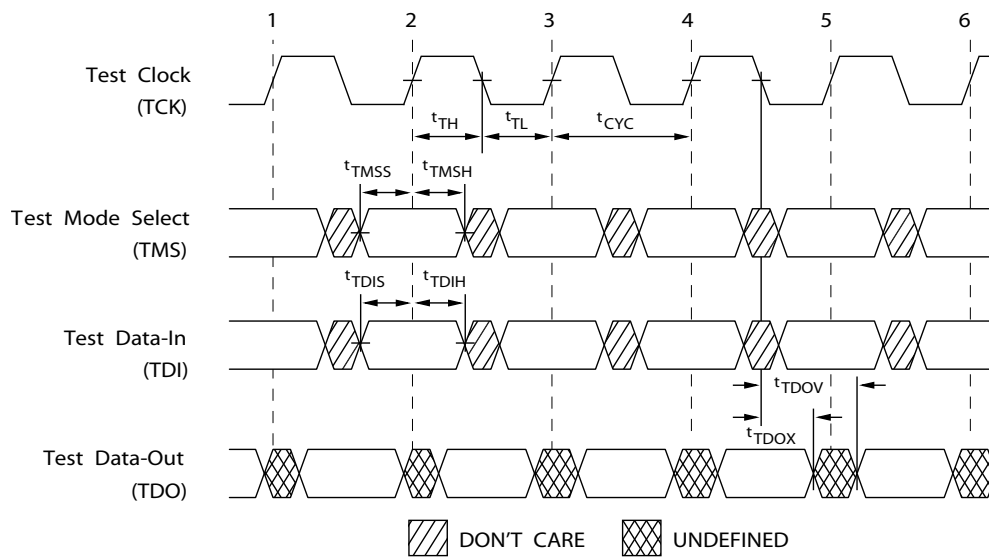 1 2 3 4 5 6
Test Clock
(TCK)
tTH tTL tCYC
tTMSS tTMSH
Test Mode Select
(TMS)
tTDIS tTDIH
Test Data-In
(TDI)
tTDOV
tTDOX
Test Data-Out
(TDO)
DON'T CARE UNDEFINED